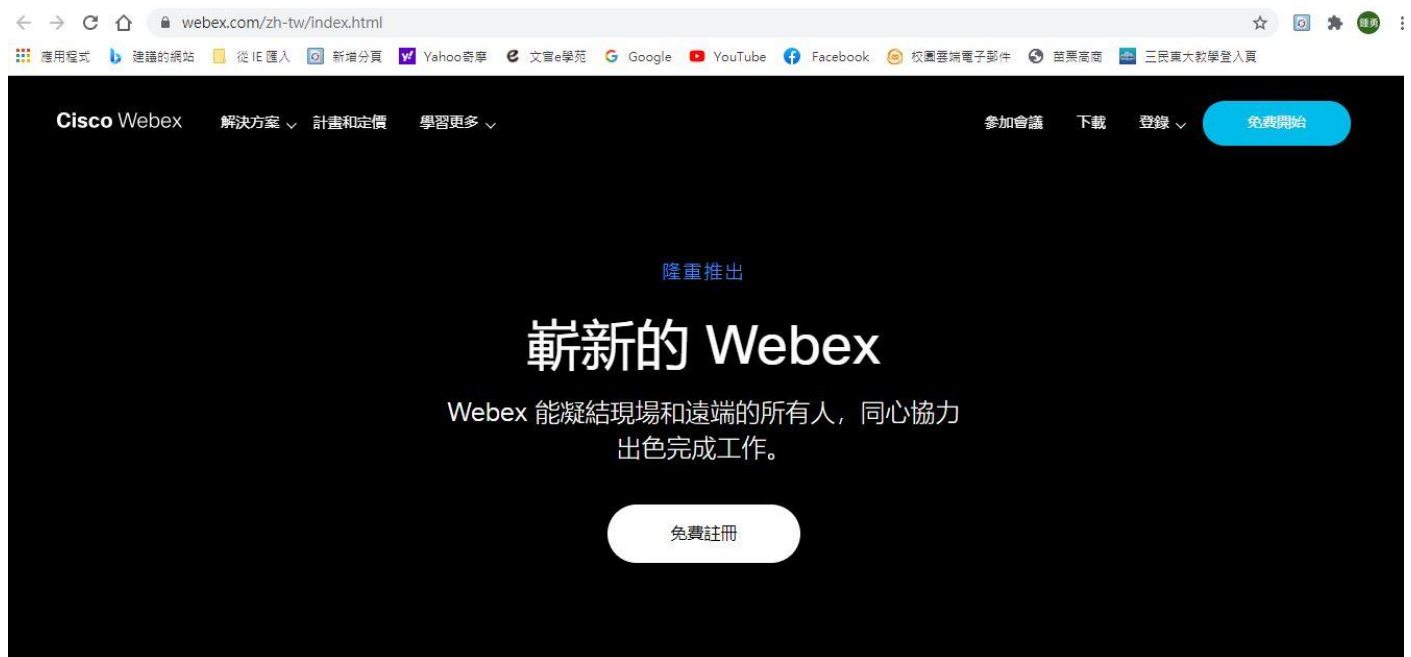 webex.com/zh-tw/index.html
應用程式 建議的網站 從 IE 匯入 新增分頁 Yahoo奇摩 文官e學苑 Google YouTube Facebook 校園雲端電子郵件 苗栗高商 三民東大教學登入頁
Cisco Webex 解決方案 計畫和定價 學習更多 參加會議 下載 登錄 免費開始
隆重推出
嶄新的 Webex
Webex 能凝結現場和遠端的所有人，同心協力
出色完成工作。
免費註冊